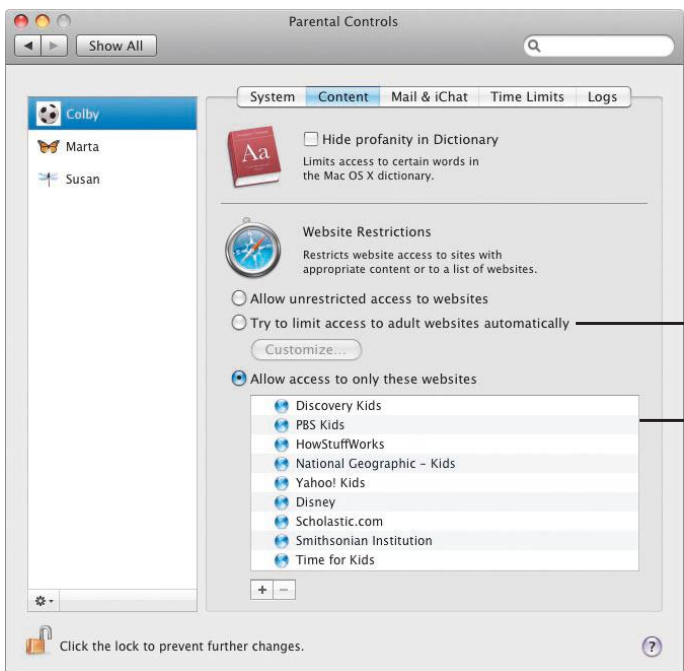 Parental Controls
Show All
Colby
Marta
Susan
System Content Mail & iChat Time Limits Logs
Aa
Hide profanity in Dictionary
Limits access to certain words in
the Mac OS X dictionary.
Website Restrictions
Restricts website access to sites with
appropriate content or to a list of websites.
Allow unrestricted access to websites
Try to limit access to adult websites automatically
Customize...
Allow access to only these websites
Discovery Kids
PBS Kids
HowStuffWorks
National Geographic – Kids
Yahoo! Kids
Disney
Scholastic.com
Smithsonian Institution
Time for Kids
+ −
Click the lock to prevent further changes.
?